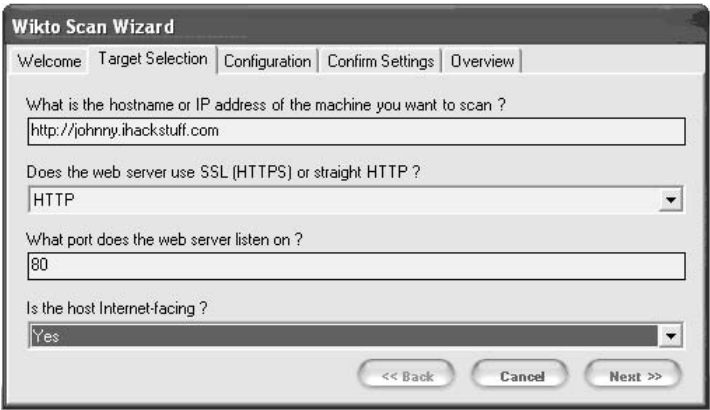 Wikto Scan Wizard
Welcome Target Selection Configuration Confirm Settings Overview
What is the hostname or IP address of the machine you want to scan ?
http://johnny.ihackstuff.com
Does the web server use SSL (HTTPS) or straight HTTP ?
HTTP
What port does the web server listen on ?
80
Is the host Internet-facing ?
Yes
<< Back Cancel Next >>